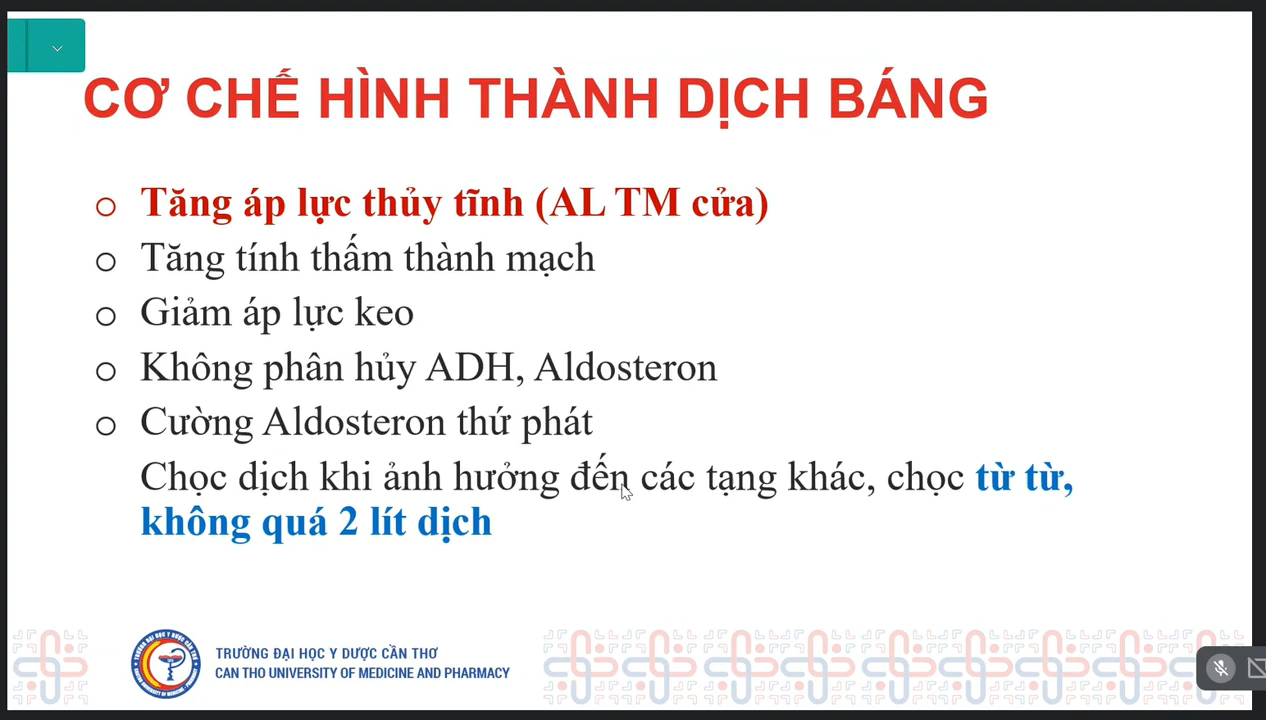 CƠ CHẾ HÌNH THÀNH DỊCH BÁNG
Tăng áp lực thủy tĩnh (AL TM cửa)
Tăng tính thấm thành mạch
Giảm áp lực keo
Không phân hủy ADH, Aldosteron
Cường Aldosteron thứ phát
Chọc dịch khi ảnh hưởng đến các tạng khác, chọc từ từ,
không quá 2 lít dịch
TRƯỜNG ĐẠI HỌC Y DƯỢC CẦN THƠ
CAN THO UNIVERSITY OF MEDICINE AND PHARMACY